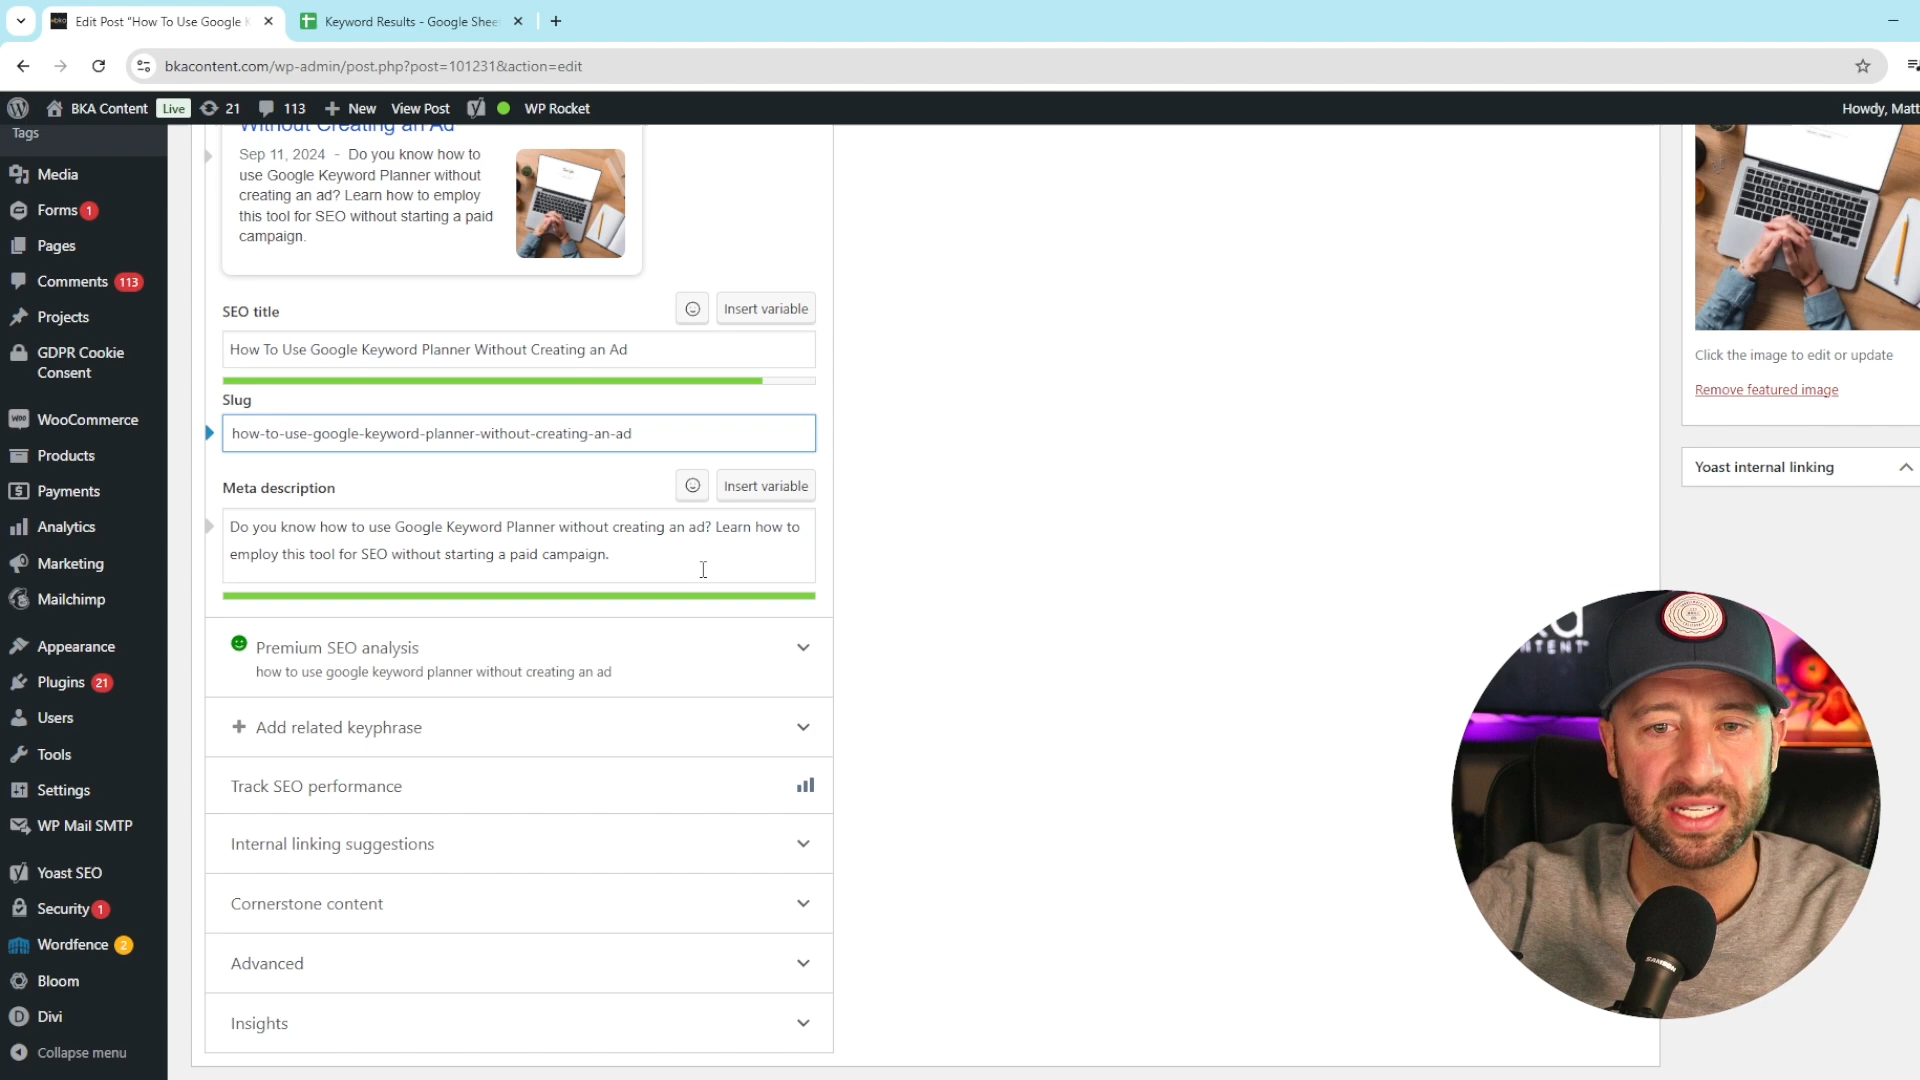 Edit Post “How To Use Google K
Keyword Results - Google Shee
bkacontent.com/wp-admin/post.php?post=101231&action=edit
BKA Content
Live
21
113
New
View Post
WP Rocket
Howdy, Matt
Tags
Media
Forms 1
Pages
Comments 113
Projects
GDPR Cookie
Consent
WooCommerce
Products
Payments
Analytics
Marketing
Mailchimp
Appearance
Plugins 21
Users
Tools
Settings
WP Mail SMTP
Yoast SEO
Security 1
Wordfence 2
Bloom
Divi
Collapse menu
Without Creating an Ad
Sep 11, 2024 - Do you know how to
use Google Keyword Planner without
creating an ad? Learn how to employ
this tool for SEO without starting a paid
campaign.
SEO title
Insert variable
How To Use Google Keyword Planner Without Creating an Ad
Slug
how-to-use-google-keyword-planner-without-creating-an-ad
Meta description
Insert variable
Do you know how to use Google Keyword Planner without creating an ad? Learn how to
employ this tool for SEO without starting a paid campaign.
Premium SEO analysis
how to use google keyword planner without creating an ad
Add related keyphrase
Track SEO performance
Internal linking suggestions
Cornerstone content
Advanced
Insights
Click the image to edit or update
Remove featured image
Yoast internal linking
SAMSON